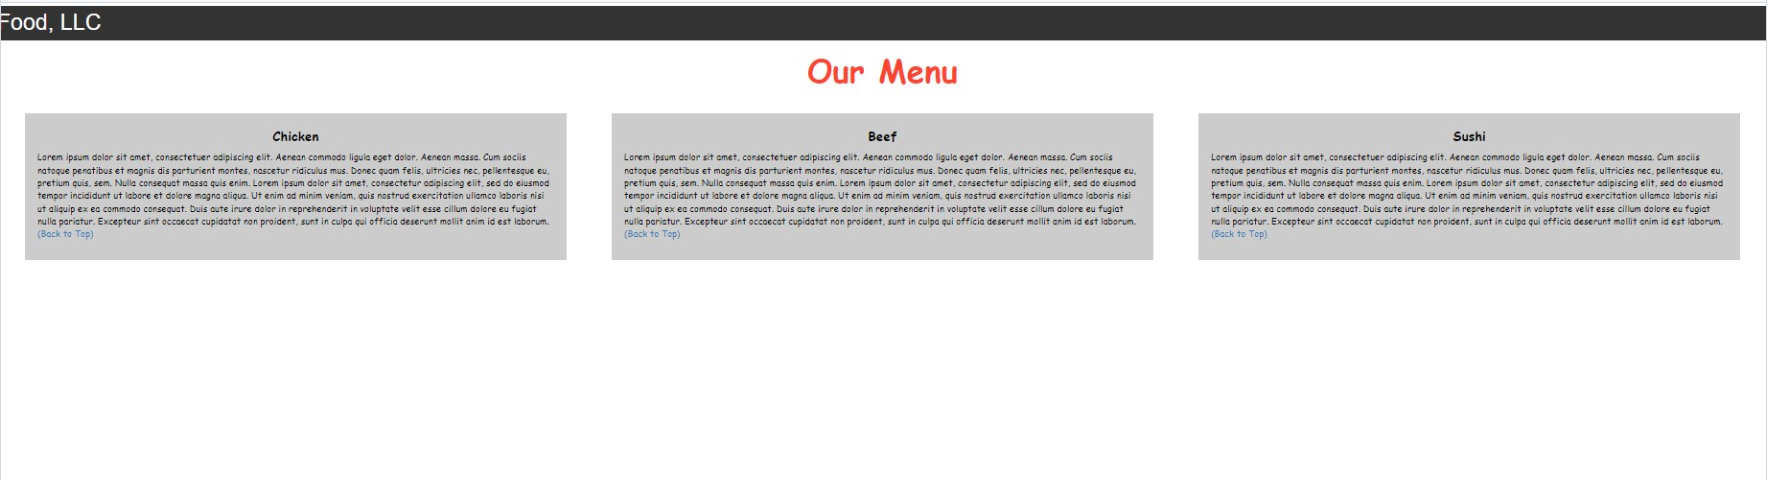 Food, LLC
Our Menu
Chicken
Lorem ipsum dolor sit amet, consectetuer adipiscing elit. Aenean commodo ligula eget dolor. Aenean massa. Cum sociis
natoque penatibus et magnis dis parturient montes, nascetur ridiculus mus. Donec quam felis, ultricies nec, pellentesque eu,
pretium quis, sem. Nulla consequat massa quis enim. Lorem ipsum dolor sit amet, consectetur adipiscing elit, sed do eiusmod
tempor incididunt ut labore et dolore magna aliqua. Ut enim ad minim veniam, quis nostrud exercitation ullamco laboris nisi
ut aliquip ex ea commodo consequat. Duis aute irure dolor in reprehenderit in voluptate velit esse cillum dolore eu fugiat
nulla pariatur. Excepteur sint occaecat cupidatat non proident, sunt in culpa qui officia deserunt mollit anim id est laborum.
(Back to Top)
Beef
Lorem ipsum dolor sit amet, consectetuer adipiscing elit. Aenean commodo ligula eget dolor. Aenean massa. Cum sociis
natoque penatibus et magnis dis parturient montes, nascetur ridiculus mus. Donec quam felis, ultricies nec, pellentesque eu,
pretium quis, sem. Nulla consequat massa quis enim. Lorem ipsum dolor sit amet, consectetur adipiscing elit, sed do eiusmod
tempor incididunt ut labore et dolore magna aliqua. Ut enim ad minim veniam, quis nostrud exercitation ullamco laboris nisi
ut aliquip ex ea commodo consequat. Duis aute irure dolor in reprehenderit in voluptate velit esse cillum dolore eu fugiat
nulla pariatur. Excepteur sint occaecat cupidatat non proident, sunt in culpa qui officia deserunt mollit anim id est laborum.
(Back to Top)
Sushi
Lorem ipsum dolor sit amet, consectetuer adipiscing elit. Aenean commodo ligula eget dolor. Aenean massa. Cum sociis
natoque penatibus et magnis dis parturient montes, nascetur ridiculus mus. Donec quam felis, ultricies nec, pellentesque eu,
pretium quis, sem. Nulla consequat massa quis enim. Lorem ipsum dolor sit amet, consectetur adipiscing elit, sed do eiusmod
tempor incididunt ut labore et dolore magna aliqua. Ut enim ad minim veniam, quis nostrud exercitation ullamco laboris nisi
ut aliquip ex ea commodo consequat. Duis aute irure dolor in reprehenderit in voluptate velit esse cillum dolore eu fugiat
nulla pariatur. Excepteur sint occaecat cupidatat non proident, sunt in culpa qui officia deserunt mollit anim id est laborum.
(Back to Top)